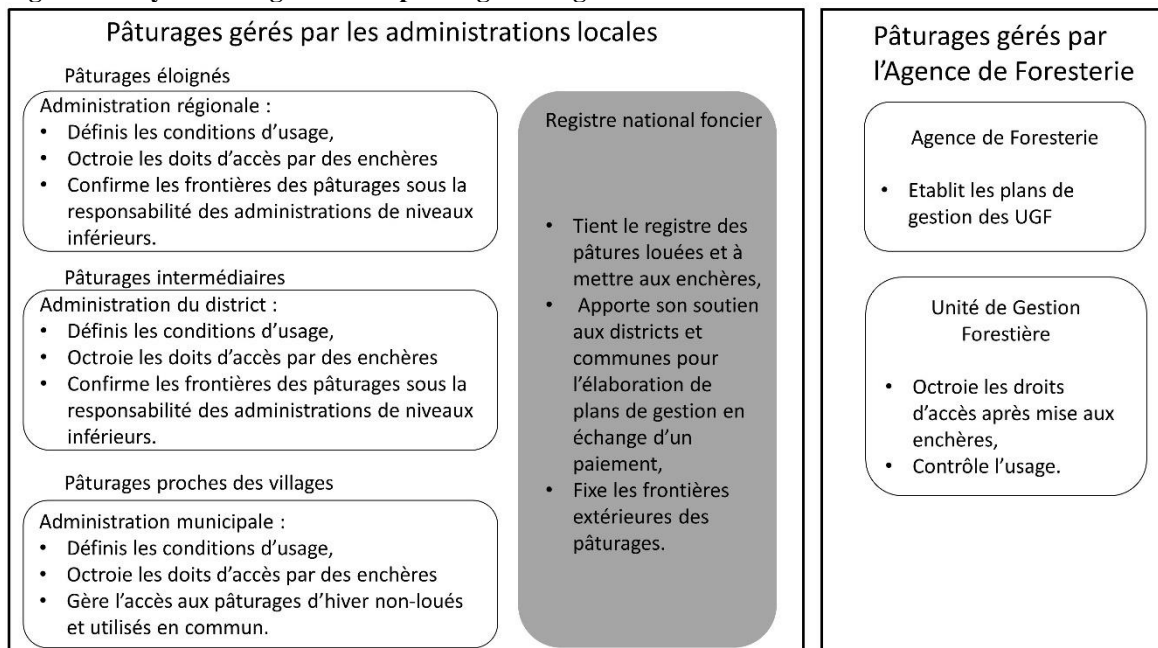 Pâturages gérés par les administrations locales
Pâturages éloignés
Administration régionale :
• Définis les conditions d'usage,
• Octroie les doits d'accès par des enchères
• Confirme les frontières des pâturages sous la
responsabilité des administrations de niveaux
inférieurs.
Pâturages intermédiaires
Administration du district :
• Définis les conditions d'usage,
• Octroie les doits d'accès par des enchères
• Confirme les frontières des pâturages sous la
responsabilité des administrations de niveaux
inférieurs.
Pâturages proches des villages
Administration municipale :
• Définis les conditions d'usage,
• Octroie les doits d'accès par des enchères
• Gère l'accès aux pâturages d'hiver non-loués
et utilisés en commun.
Registre national foncier
• Tient le registre des
pâtures louées et à
mettre aux enchères,
• Apporte son soutien
aux districts et
communes pour
l'élaboration de
plans de gestion en
échange d'un
paiement,
• Fixe les frontières
extérieures des
pâturages.
Pâturages gérés par
l'Agence de Foresterie
Agence de Foresterie
• Etablit les plans de
gestion des UGF
Unité de Gestion
Forestière
• Octroie les droits
d'accès après mise aux
enchères,
• Contrôle l'usage.